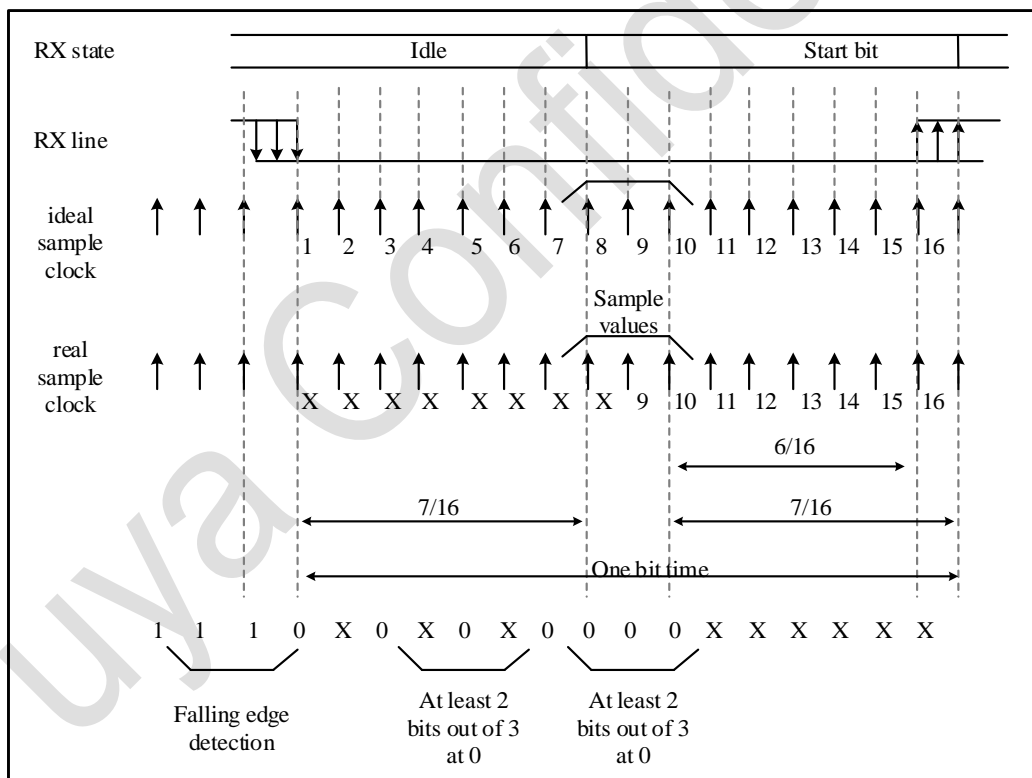 RX state
Idle
Start bit
RX line
ideal
sample
clock
1 2 3 4 5 6 7 8 9 10 11 12 13 14 15 16
Sample
values
real
sample
clock
X X X X X X X X 9 10 11 12 13 14 15 16
6/16
7/16
7/16
One bit time
1 1 1 0 X 0 X 0 X 0 0 0 0 X X X X X X
Falling edge
detection
At least 2
bits out of 3
at 0
At least 2
bits out of 3
at 0
uya Confide